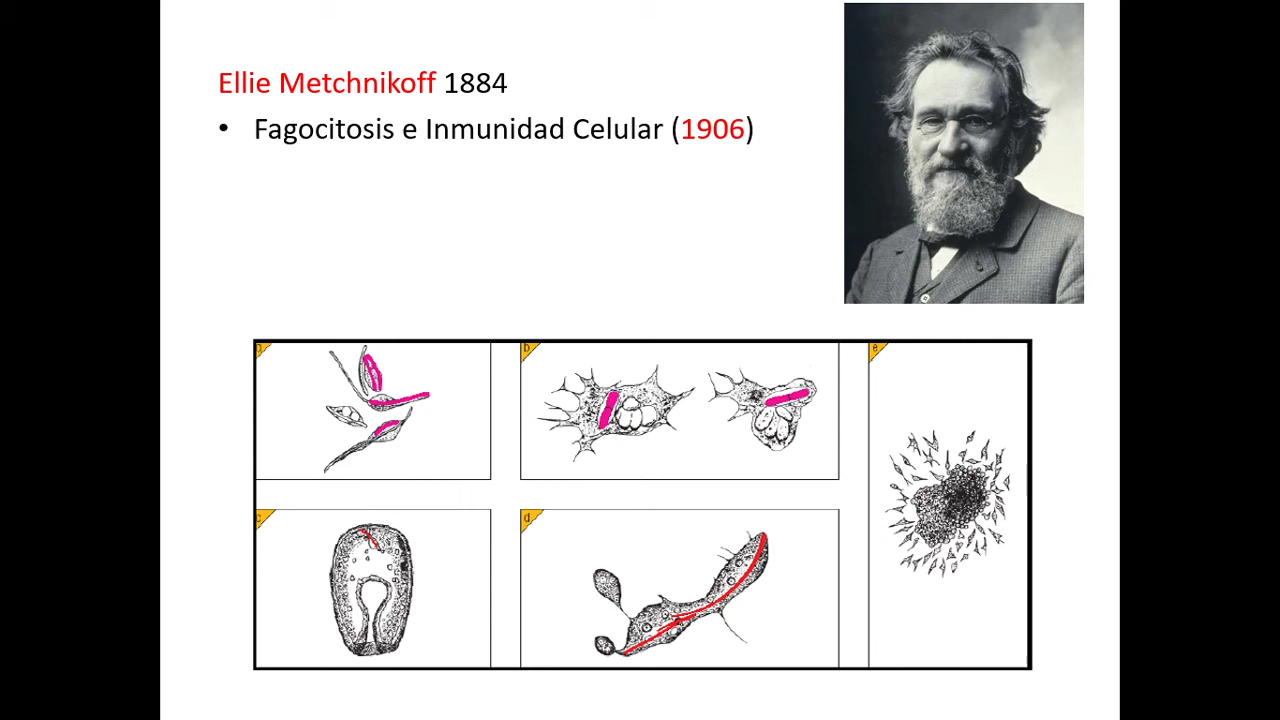 Ellie Metchnikoff 1884
• Fagocitosis e Inmunidad Celular (1906)
a
b
e
c
d